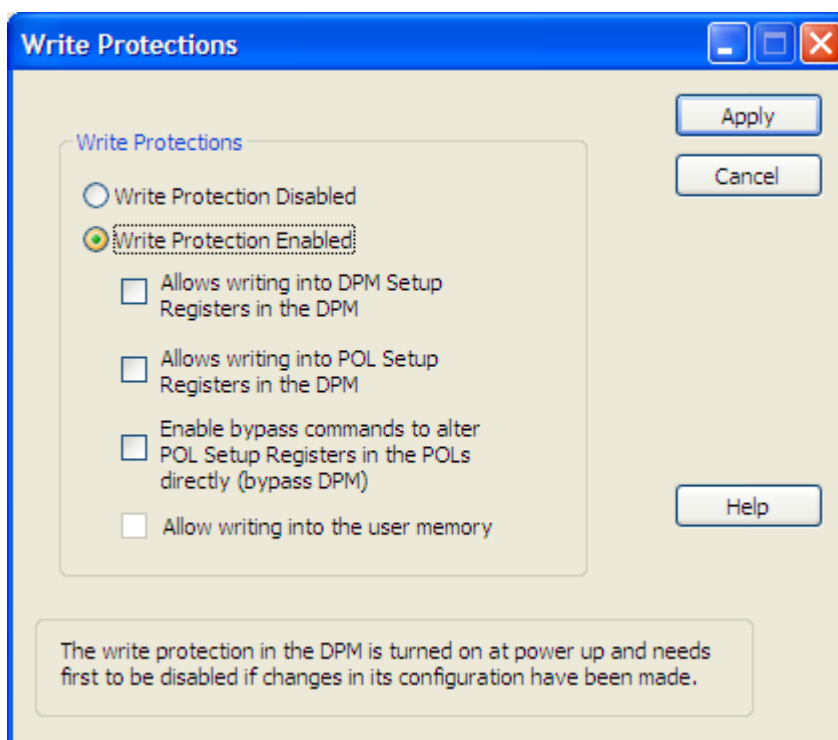 Write Protections
Apply
Write Protections
Cancel
Write Protection Disabled
Write Protection Enabled
Allows writing into DPM Setup
Registers in the DPM
Allows writing into POL Setup
Registers in the DPM
Enable bypass commands to alter
POL Setup Registers in the POLs
directly (bypass DPM)
Help
Allow writing into the user memory
The write protection in the DPM is turned on at power up and needs
first to be disabled if changes in its configuration have been made.